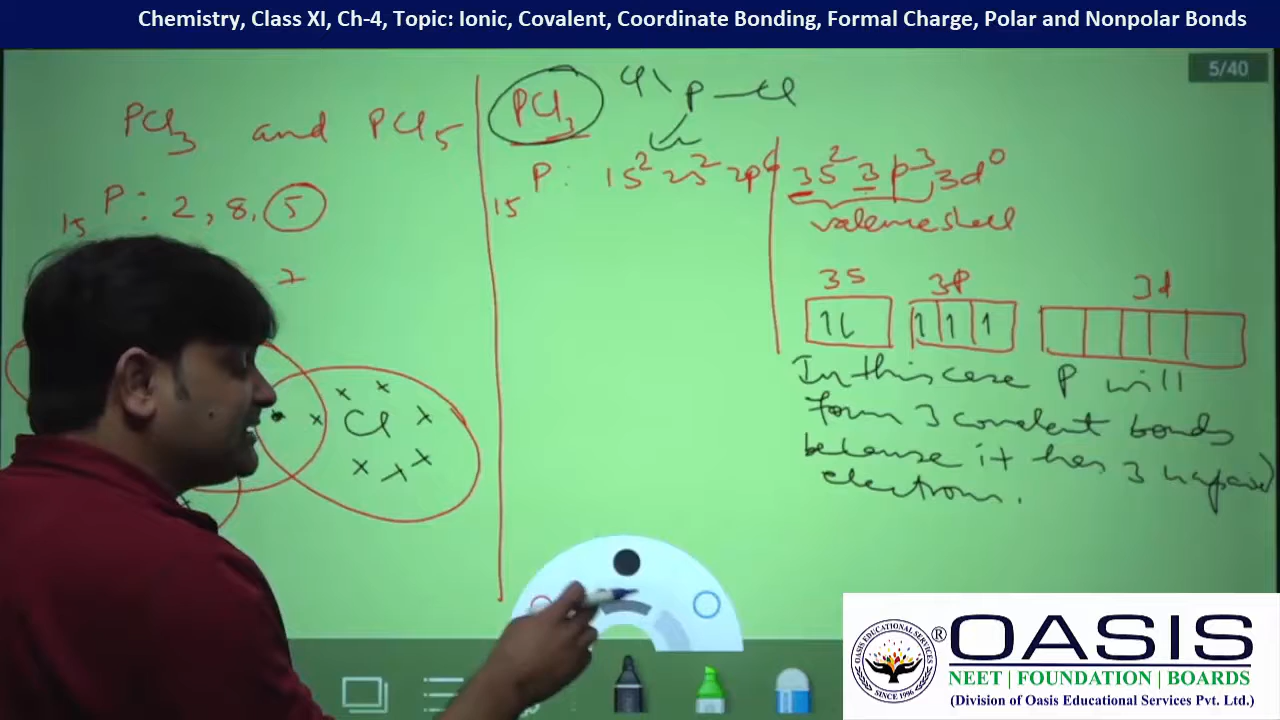 Chemistry, Class XI, Ch-4, Topic: Ionic, Covalent, Coordinate Bonding, Formal Charge, Polar and Nonpolar Bonds
5/40
PCl3 and PCl5
15P: 2, 8, 5
7
Cl
PCl3
Cl\P—Cl
15P: 1s² 2s² 2p⁶ 3s² 3p³ 3d⁰
valence shell
3s 3p 3d
In this case P will
form 3 covalent bonds
because it has 3 unpaired
electrons.
OASIS EDUCATIONAL SERVICES
SINCE 1996
®
OASIS
NEET | FOUNDATION | BOARDS
(Division of Oasis Educational Services Pvt. Ltd.)